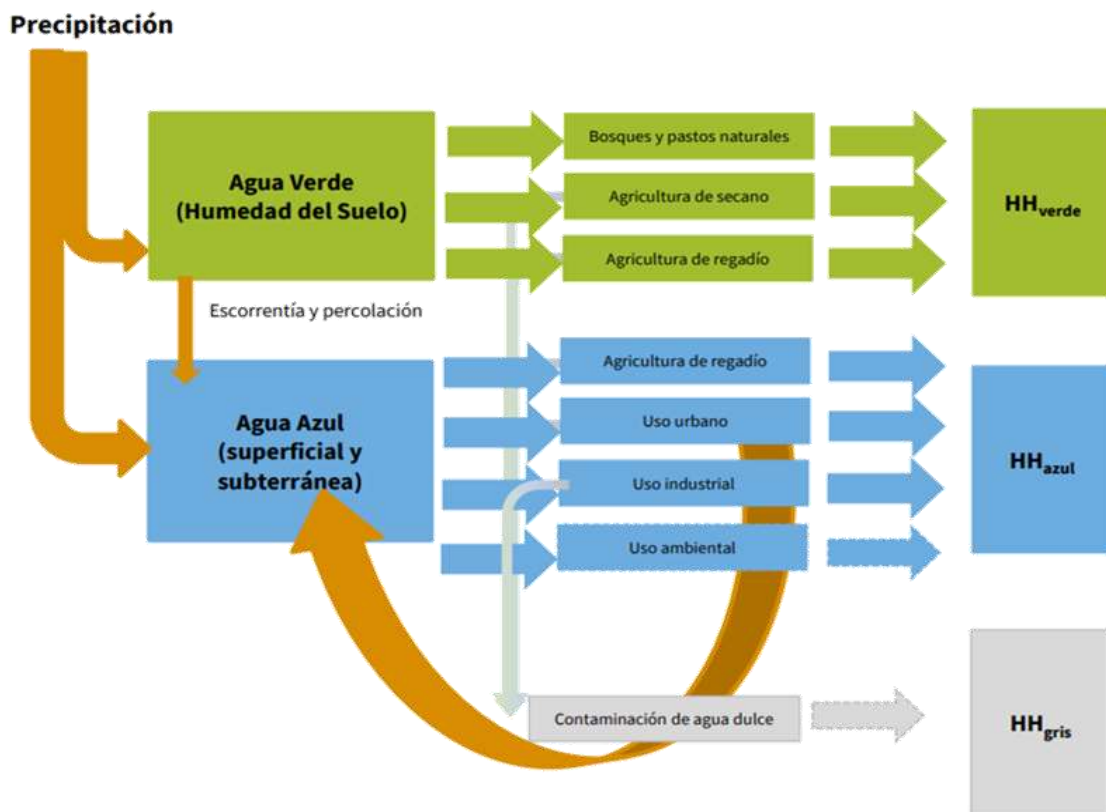 Precipitación
Agua Verde
(Humedad del Suelo)
Bosques y pastos naturales
Agricultura de secano
Agricultura de regadío
HHverde
Escorrentía y percolación
Agua Azul
(superficial y
subterránea)
Agricultura de regadío
Uso urbano
Uso industrial
Uso ambiental
HHazul
Contaminación de agua dulce
HHgris